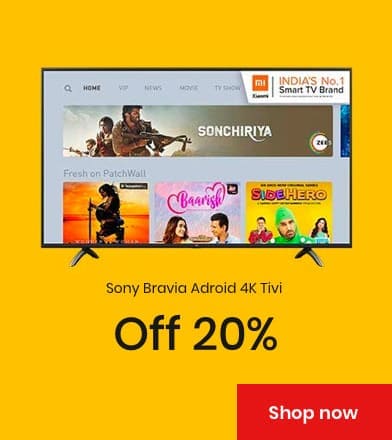 mi
Xiaomi
INDIA'S No.1
Smart TV Brand
HOME VIP NEWS MOVIE TV SHOW
SONCHIRIYA
ZEE5
Fresh on PatchWall
Baarish
SIDEHERO
Sony Bravia Adroid 4K Tivi
Off 20%
Shop now